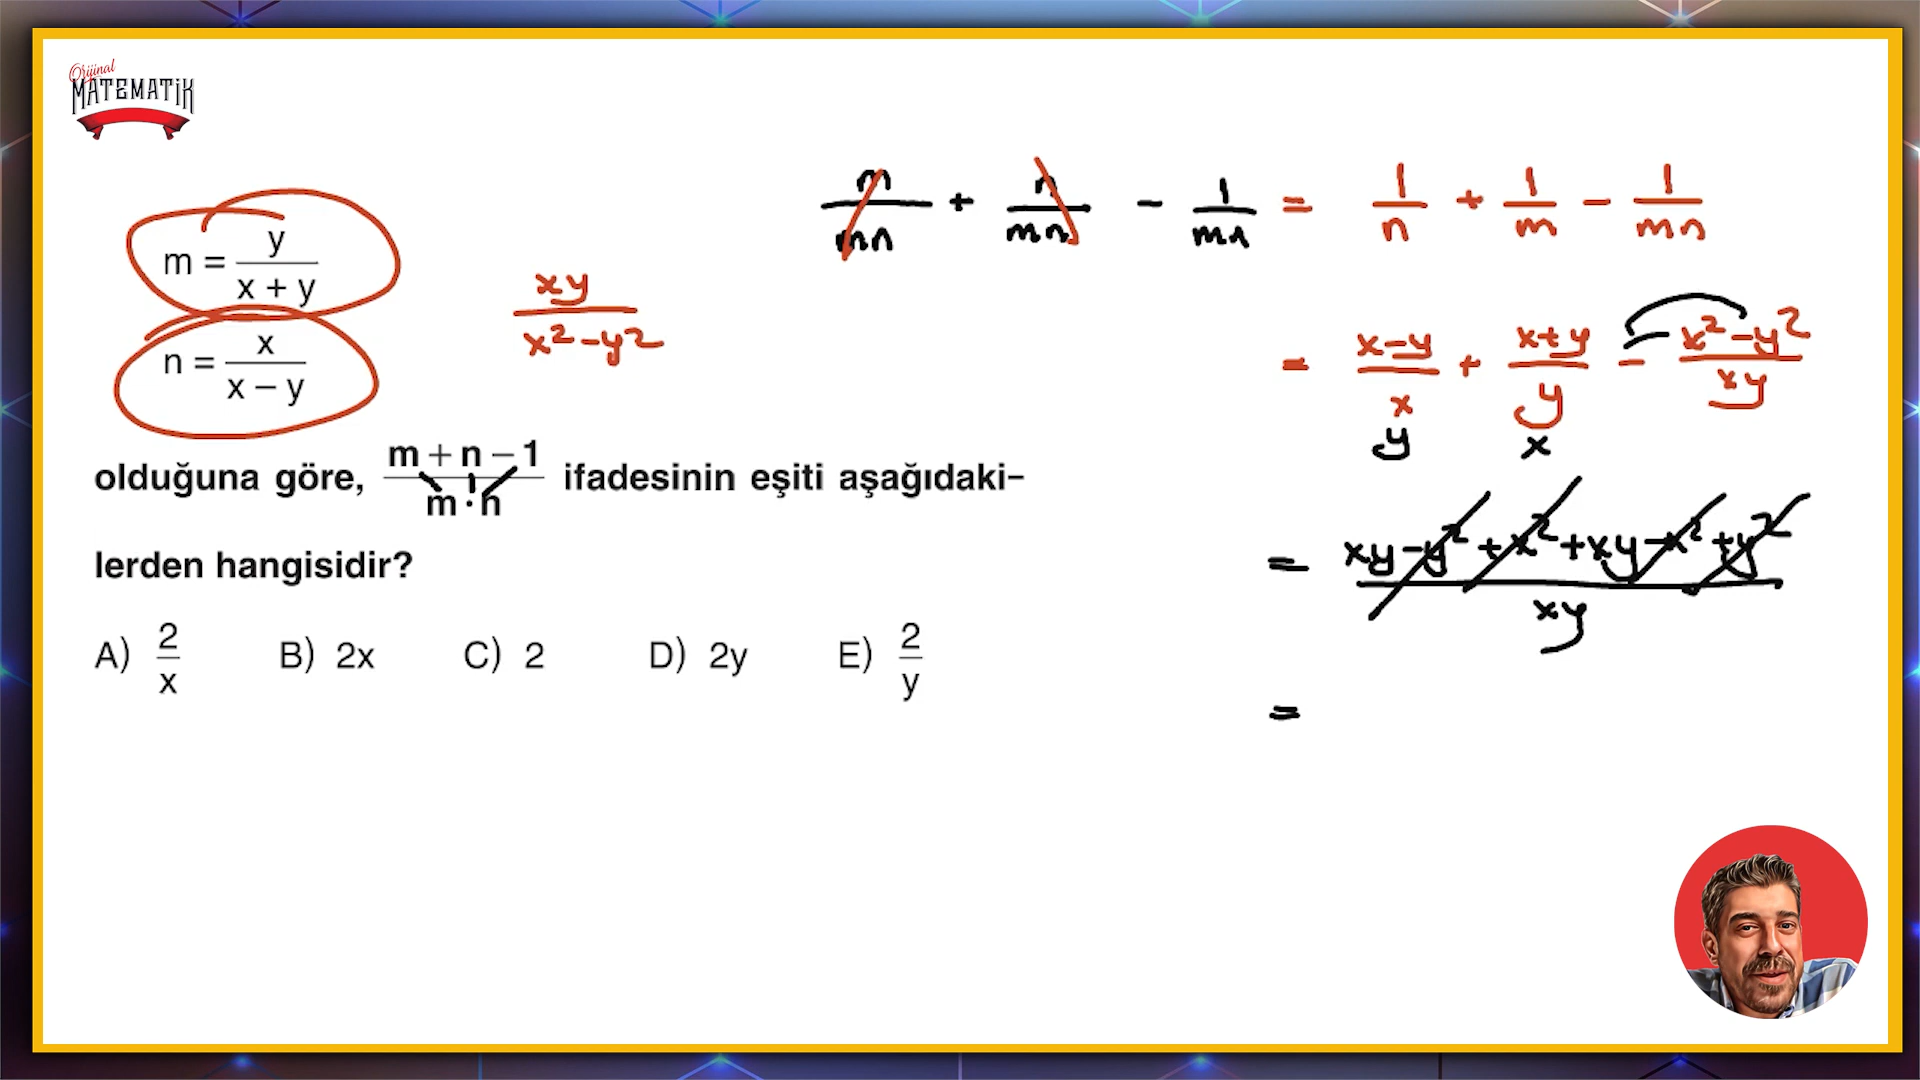 Orijinal
MATEMATİK
m = y / (x + y)
n = x / (x − y)
xy / (x² − y²)
olduğuna göre, (m + n − 1) / (m · n) ifadesinin eşiti aşağıdaki-
lerden hangisidir?
A) 2/x B) 2x C) 2 D) 2y E) 2/y
m/mn + n/mn − 1/mn = 1/n + 1/m − 1/mn
= (x−y)/x + (x+y)/y − (x²−y²)/xy
y x
= (xy −y² + x² + xy − x² + y²) / xy
=